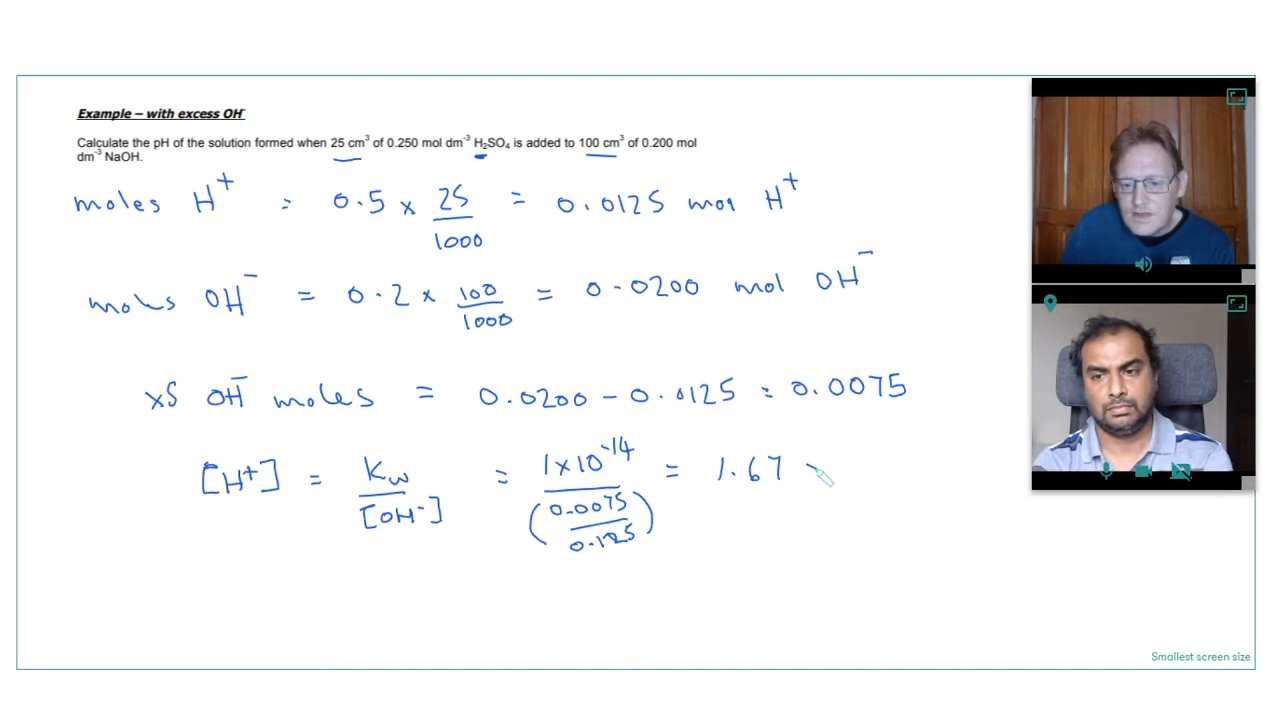 Example – with excess OH⁻
Calculate the pH of the solution formed when 25 cm³ of 0.250 mol dm⁻³ H₂SO₄ is added to 100 cm³ of 0.200 mol
dm⁻³ NaOH.
moles H⁺ = 0.5 × 25/1000 = 0.0125 mol H⁺
moles OH⁻ = 0.2 × 100/1000 = 0.0200 mol OH⁻
xS OH⁻ moles = 0.0200 - 0.0125 = 0.0075
[H⁺] = Kw/[OH⁻] = 1×10⁻¹⁴/(0.0075/0.125) = 1.67
Smallest screen size